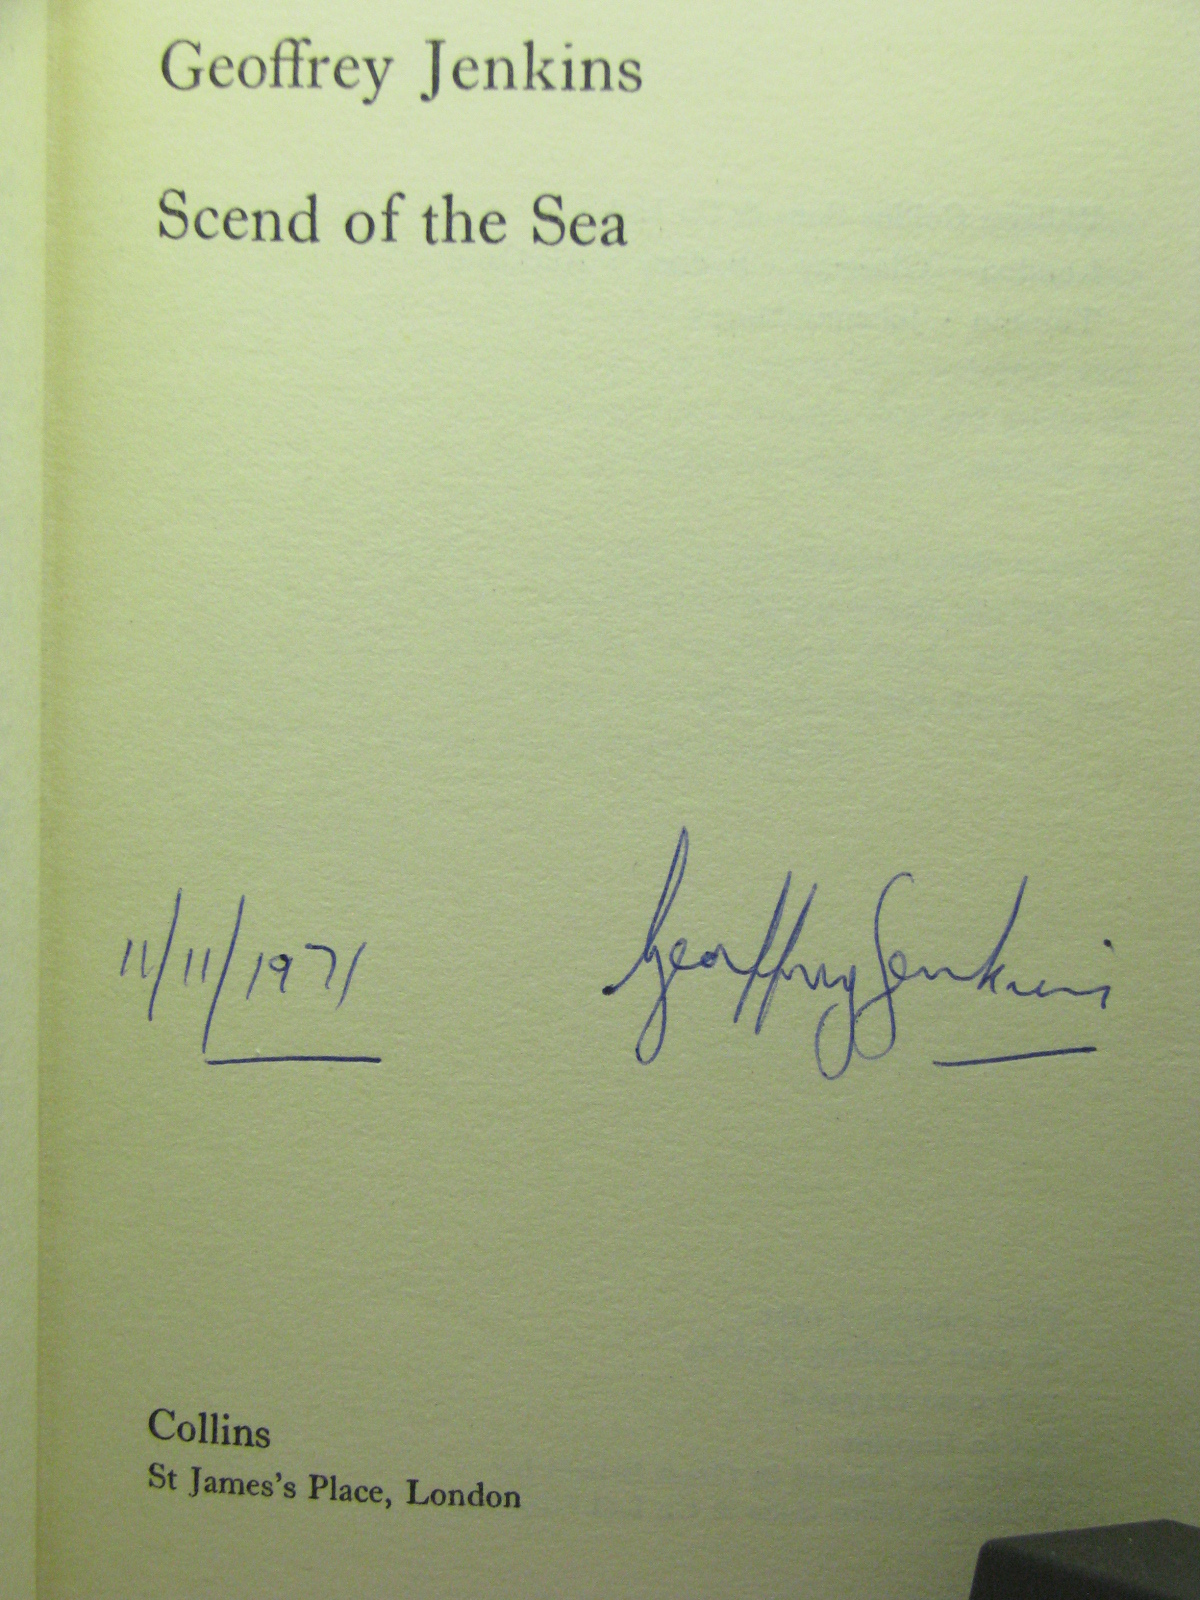 Geoffrey Jenkins
Scend of the Sea
11/11/1971
Geoffrey Jenkins
Collins
St James's Place, London